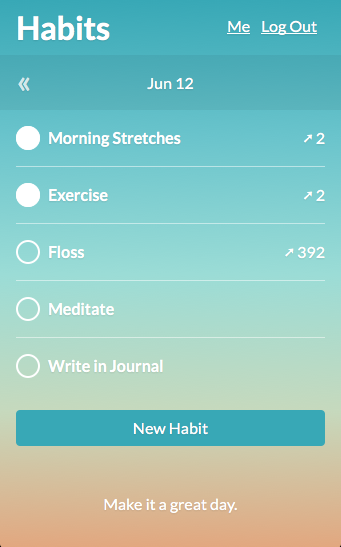 Habits
Me Log Out
« Jun 12
Morning Stretches ➚ 2
Exercise ➚ 2
Floss ➚ 392
Meditate
Write in Journal
New Habit
Make it a great day.